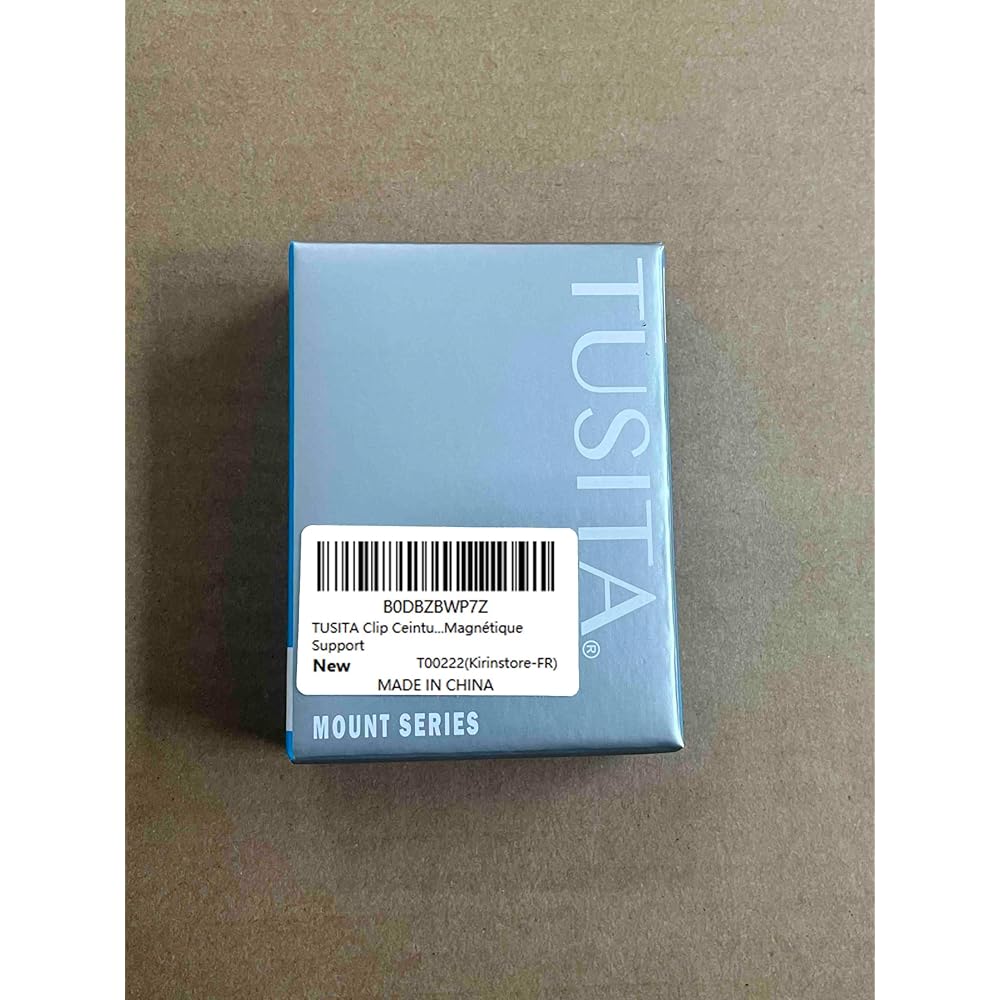 TUSITA®
B0DBZBWP7Z
TUSITA Clip Ceintu...Magnétique
Support
New T00222(Kirinstore-FR)
MADE IN CHINA
MOUNT SERIES